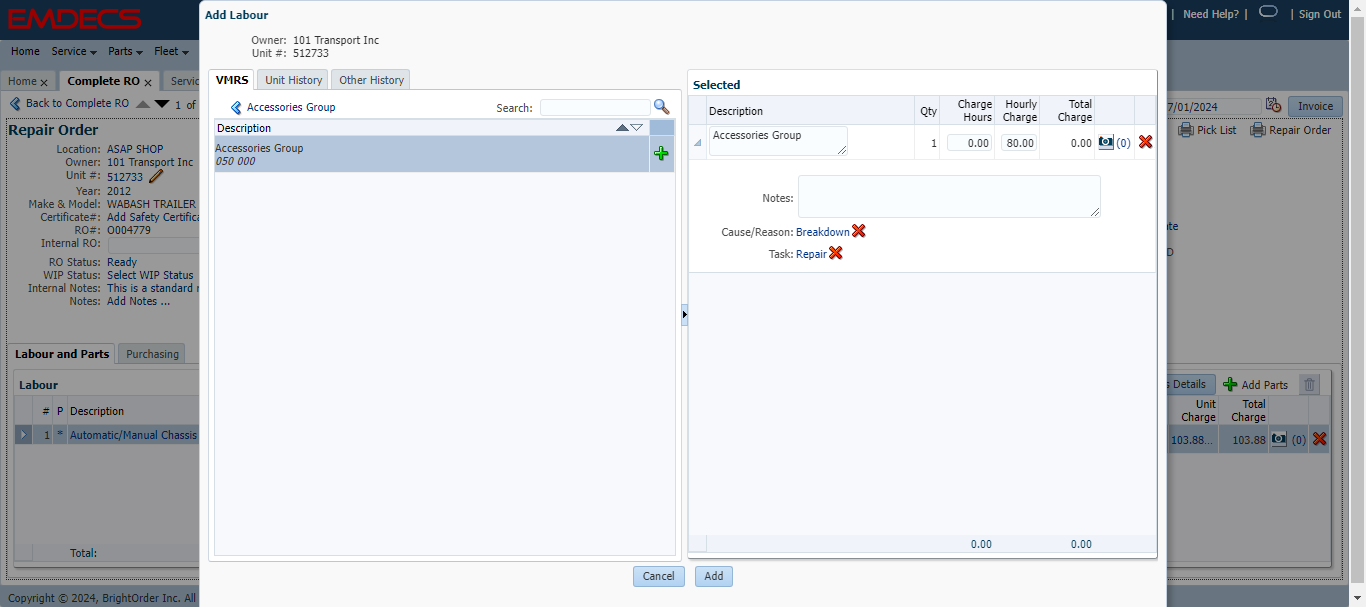 EMDECS
Need Help? | | Sign Out
Home Service Parts Fleet
Home x Complete RO x Servic
Back to Complete RO 1 of
7/01/2024 Invoice
Pick List Repair Order
Repair Order
Location: ASAP SHOP
Owner: 101 Transport Inc
Unit #: 512733
Year: 2012
Make & Model: WABASH TRAILER
Certificate#: Add Safety Certifica
RO#: O004779
Internal RO:
RO Status: Ready
WIP Status: Select WIP Status
Internal Notes: This is a standard r
Notes: Add Notes ...
Labour and Parts Purchasing
Labour
# P Description
1 * Automatic/Manual Chassis
Total:
Copyright © 2024, BrightOrder Inc. All
Add Labour
Owner: 101 Transport Inc
Unit #: 512733
VMRS Unit History Other History
Accessories Group Search:
Description
Accessories Group
050 000
Selected
Description Qty Charge Hours Hourly Charge Total Charge
Accessories Group 1 0.00 80.00 0.00 (0)
Notes:
Cause/Reason: Breakdown
Task: Repair
0.00 0.00
Cancel Add
te
D
s Details Add Parts
Unit Charge Total Charge
103.88... 103.88 (0)